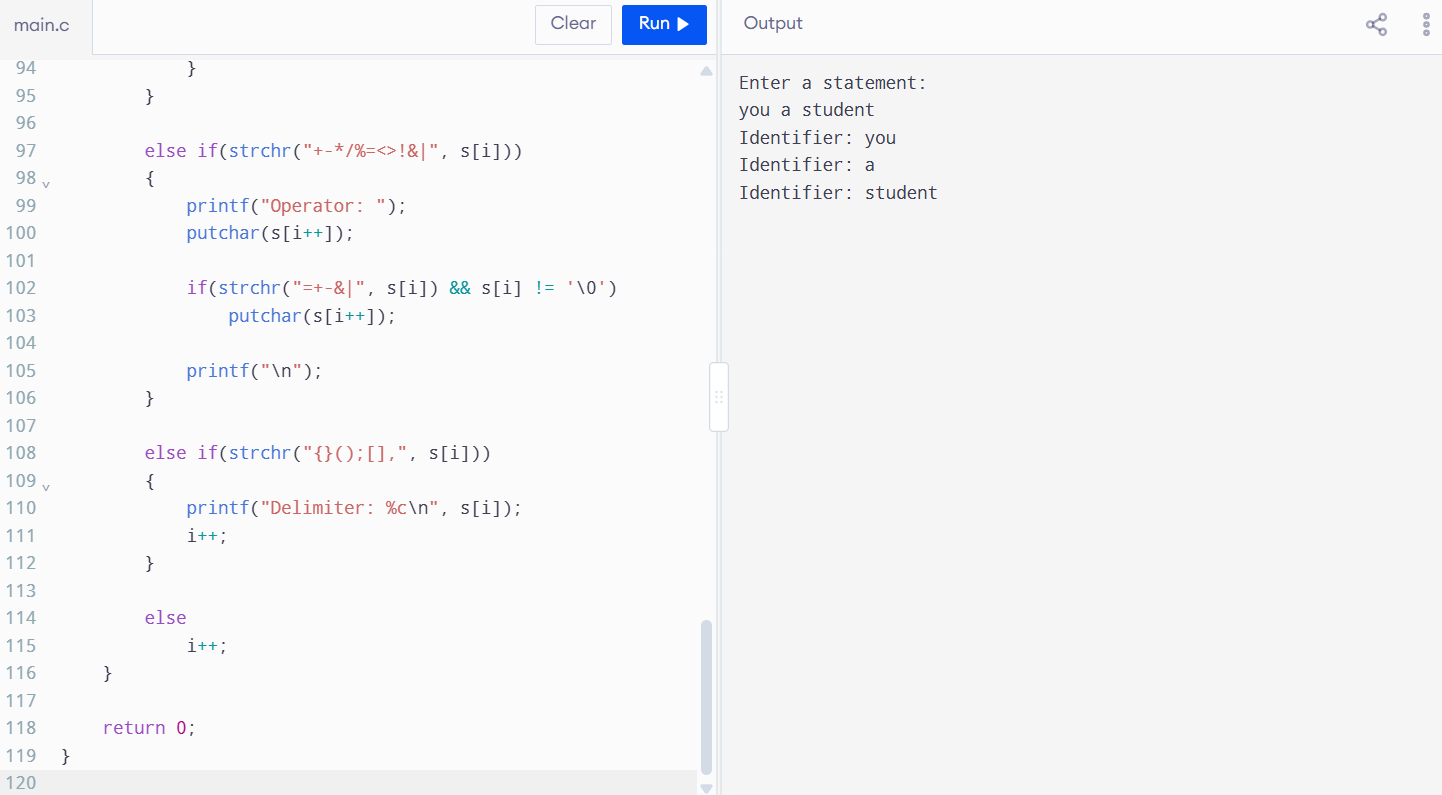 main.c
Clear
Run
Output
94 }
95 }
96
97 else if(strchr("+-*/%=<>!&|", s[i]))
98 {
99 printf("Operator: ");
100 putchar(s[i++]);
101
102 if(strchr("=+-&|", s[i]) && s[i] != '\0')
103 putchar(s[i++]);
104
105 printf("\n");
106 }
107
108 else if(strchr("{}();[],", s[i]))
109 {
110 printf("Delimiter: %c\n", s[i]);
111 i++;
112 }
113
114 else
115 i++;
116 }
117
118 return 0;
119 }
120
Enter a statement:
you a student
Identifier: you
Identifier: a
Identifier: student